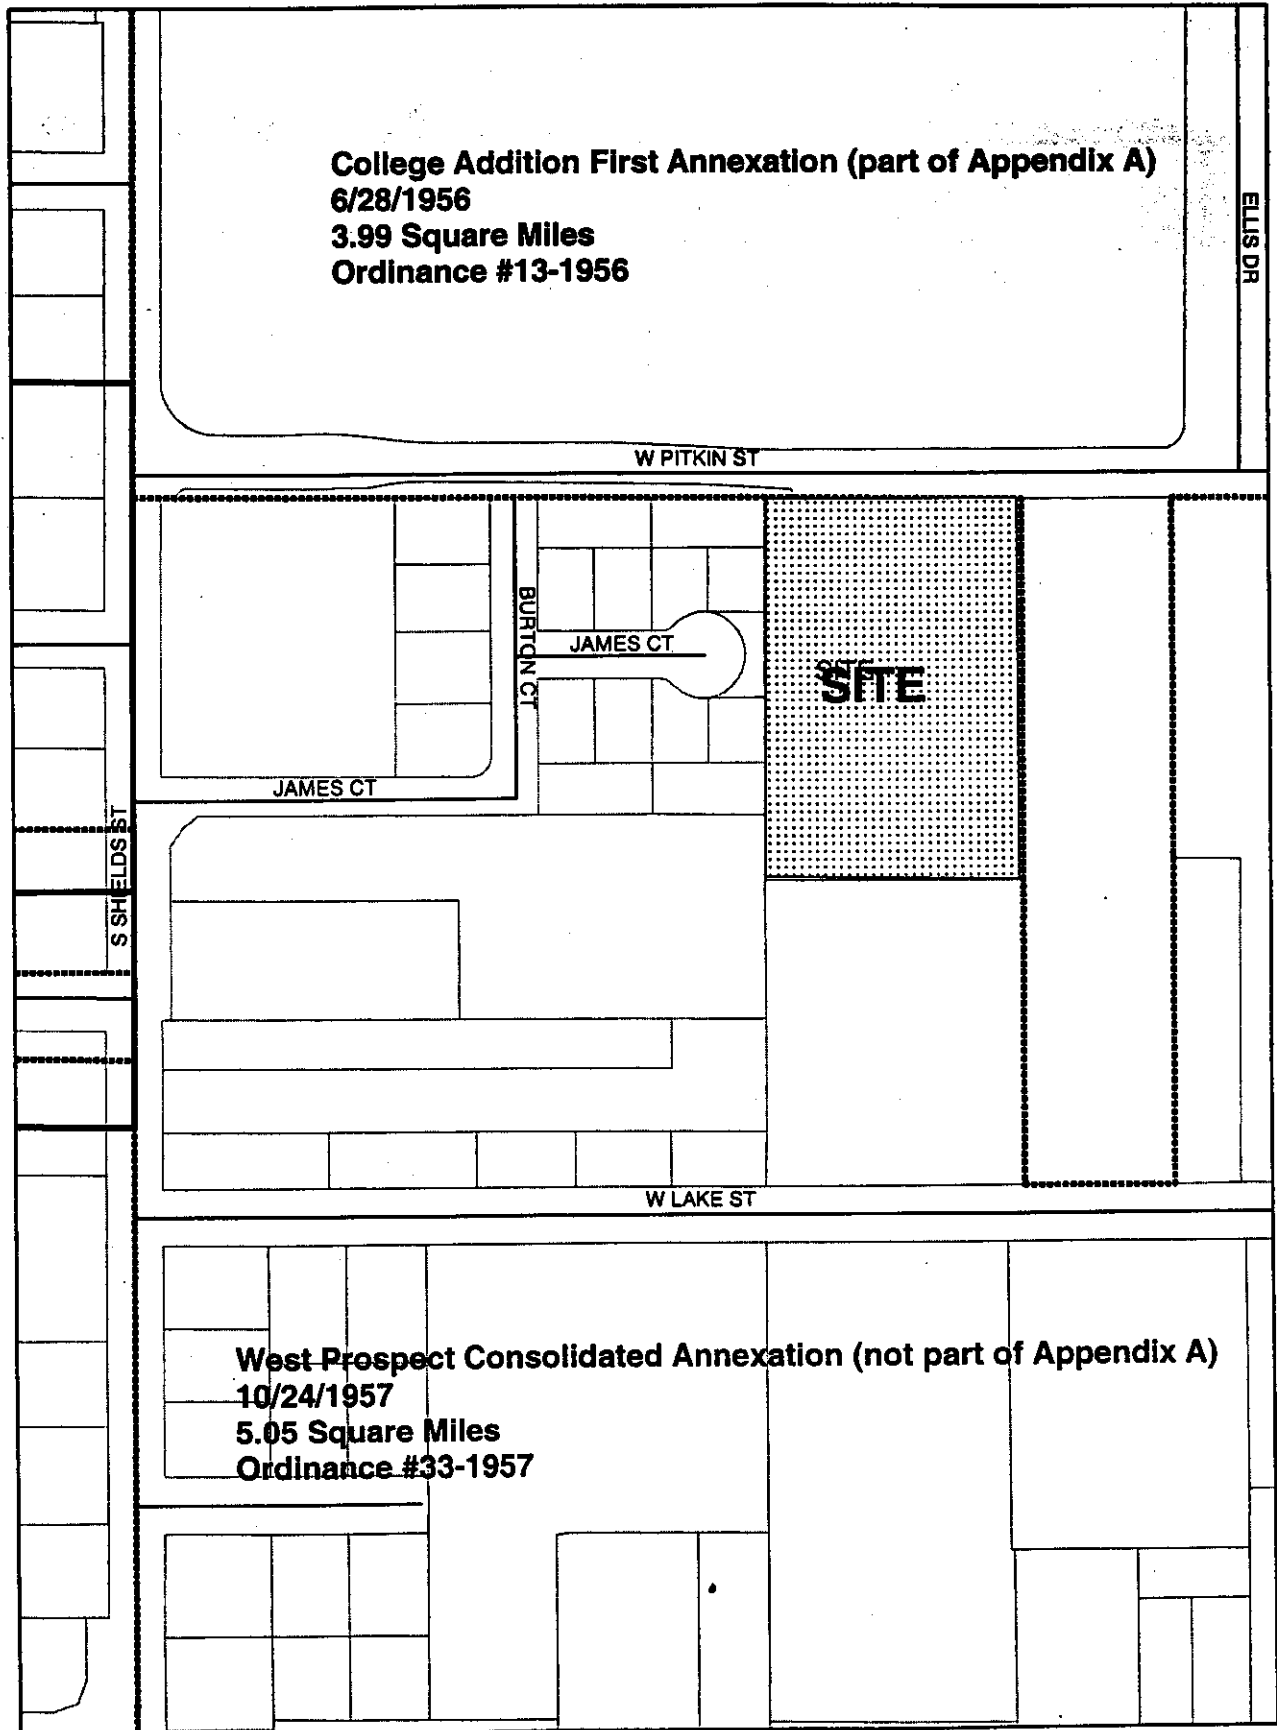 College Addition First Annexation (part of Appendix A)
6/28/1956
3.99 Square Miles
Ordinance #13-1956
ELLIS DR
W PITKIN ST
BURTON CT
JAMES CT
SITE
SITE
JAMES CT
S SHIELDS ST
W LAKE ST
West Prospect Consolidated Annexation (not part of Appendix A)
10/24/1957
5.05 Square Miles
Ordinance #33-1957